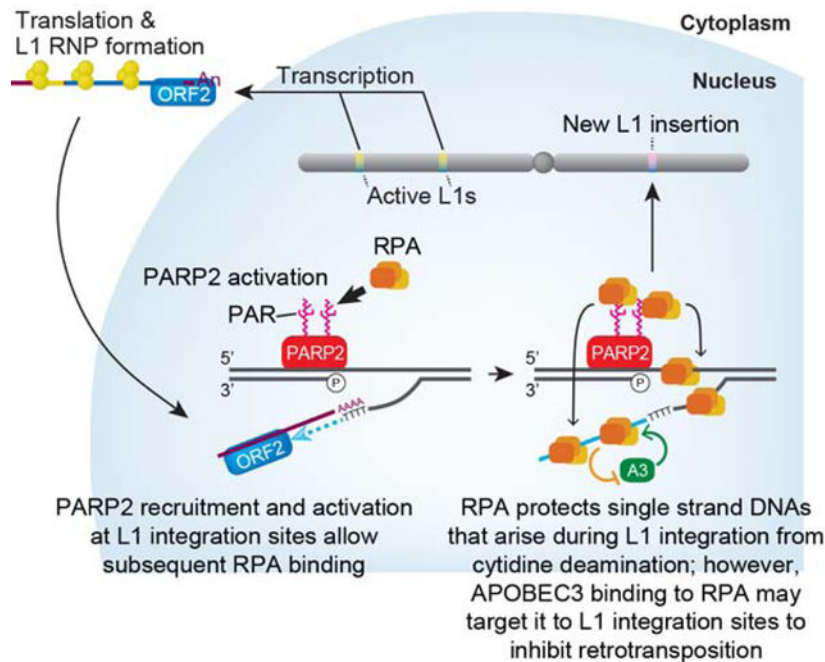 Translation &
L1 RNP formation
An
ORF2
Cytoplasm
Nucleus
Transcription
New L1 insertion
Active L1s
RPA
PARP2 activation
PAR
PARP2
5'
3'
P
AAAA
TTTT
ORF2
PARP2
5'
3'
P
TTTT
A3
PARP2 recruitment and activation
at L1 integration sites allow
subsequent RPA binding
RPA protects single strand DNAs
that arise during L1 integration from
cytidine deamination; however,
APOBEC3 binding to RPA may
target it to L1 integration sites to
inhibit retrotransposition